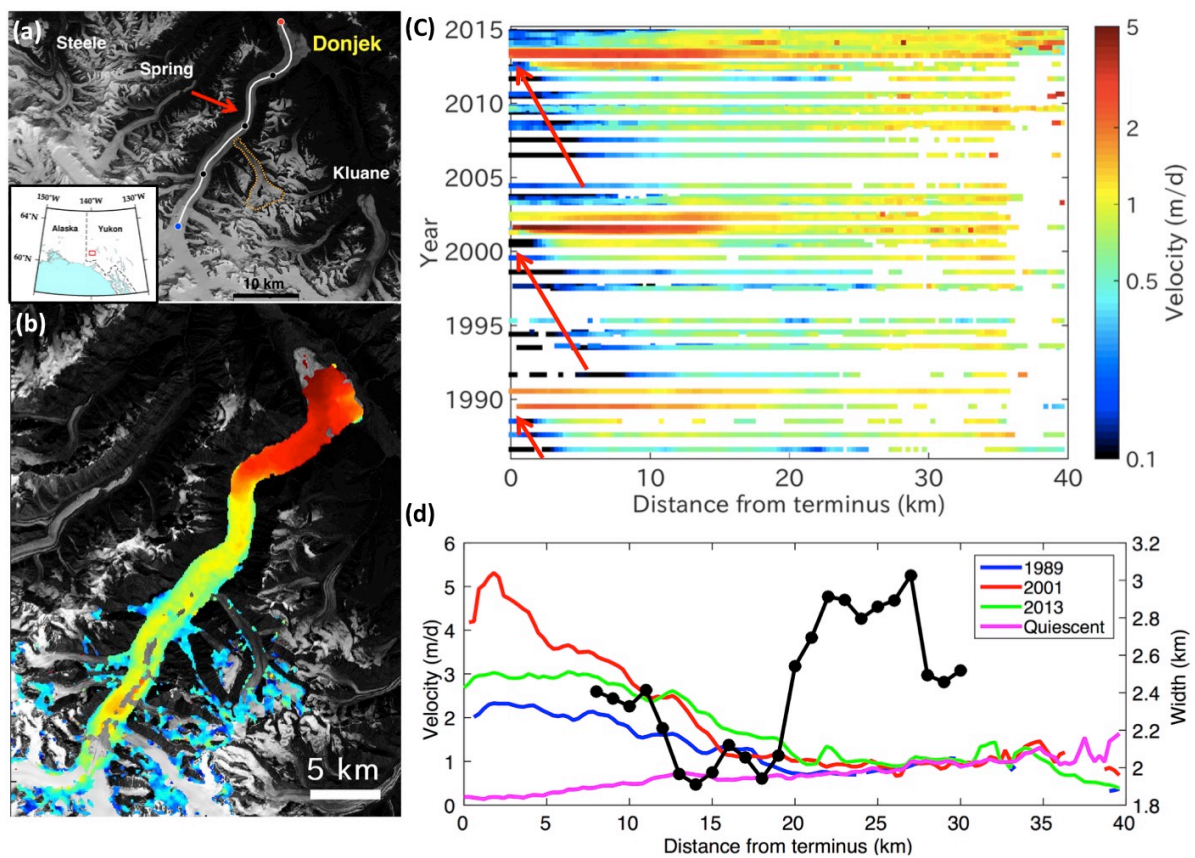 (a)
Steele
Donjek
Spring
Kluane
150°W 140°W 130°W
64°N
Alaska Yukon
60°N
10 km
(b)
5 km
(C)
2015
2010
2005
2000
1995
1990
Year
0 10 20 30 40
Distance from terminus (km)
5
2
1
0.5
0.1
Velocity (m/d)
(d)
6
5
4
3
2
1
0
Velocity (m/d)
0 5 10 15 20 25 30 35 40
Distance from terminus (km)
1989
2001
2013
Quiescent
3.2
3
2.8
2.6
2.4
2.2
2
1.8
Width (km)